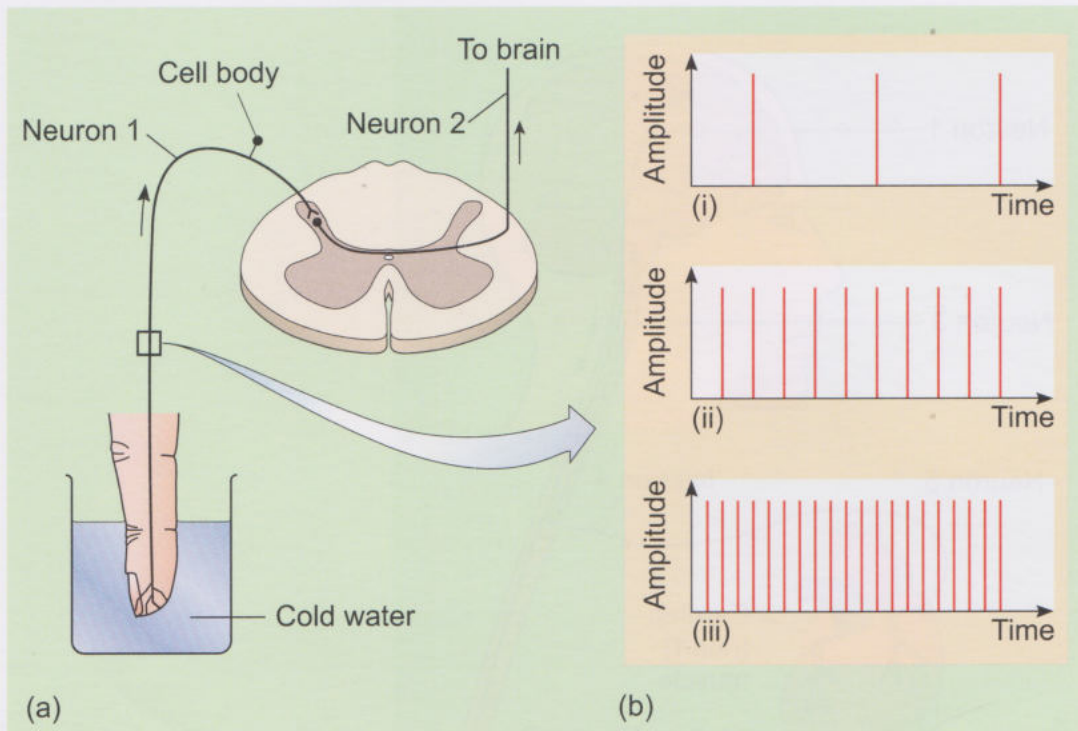 To brain
Cell body
Neuron 1
Neuron 2
Cold water
(a)
Amplitude
(i)
Time
Amplitude
(ii)
Time
Amplitude
(iii)
Time
(b)